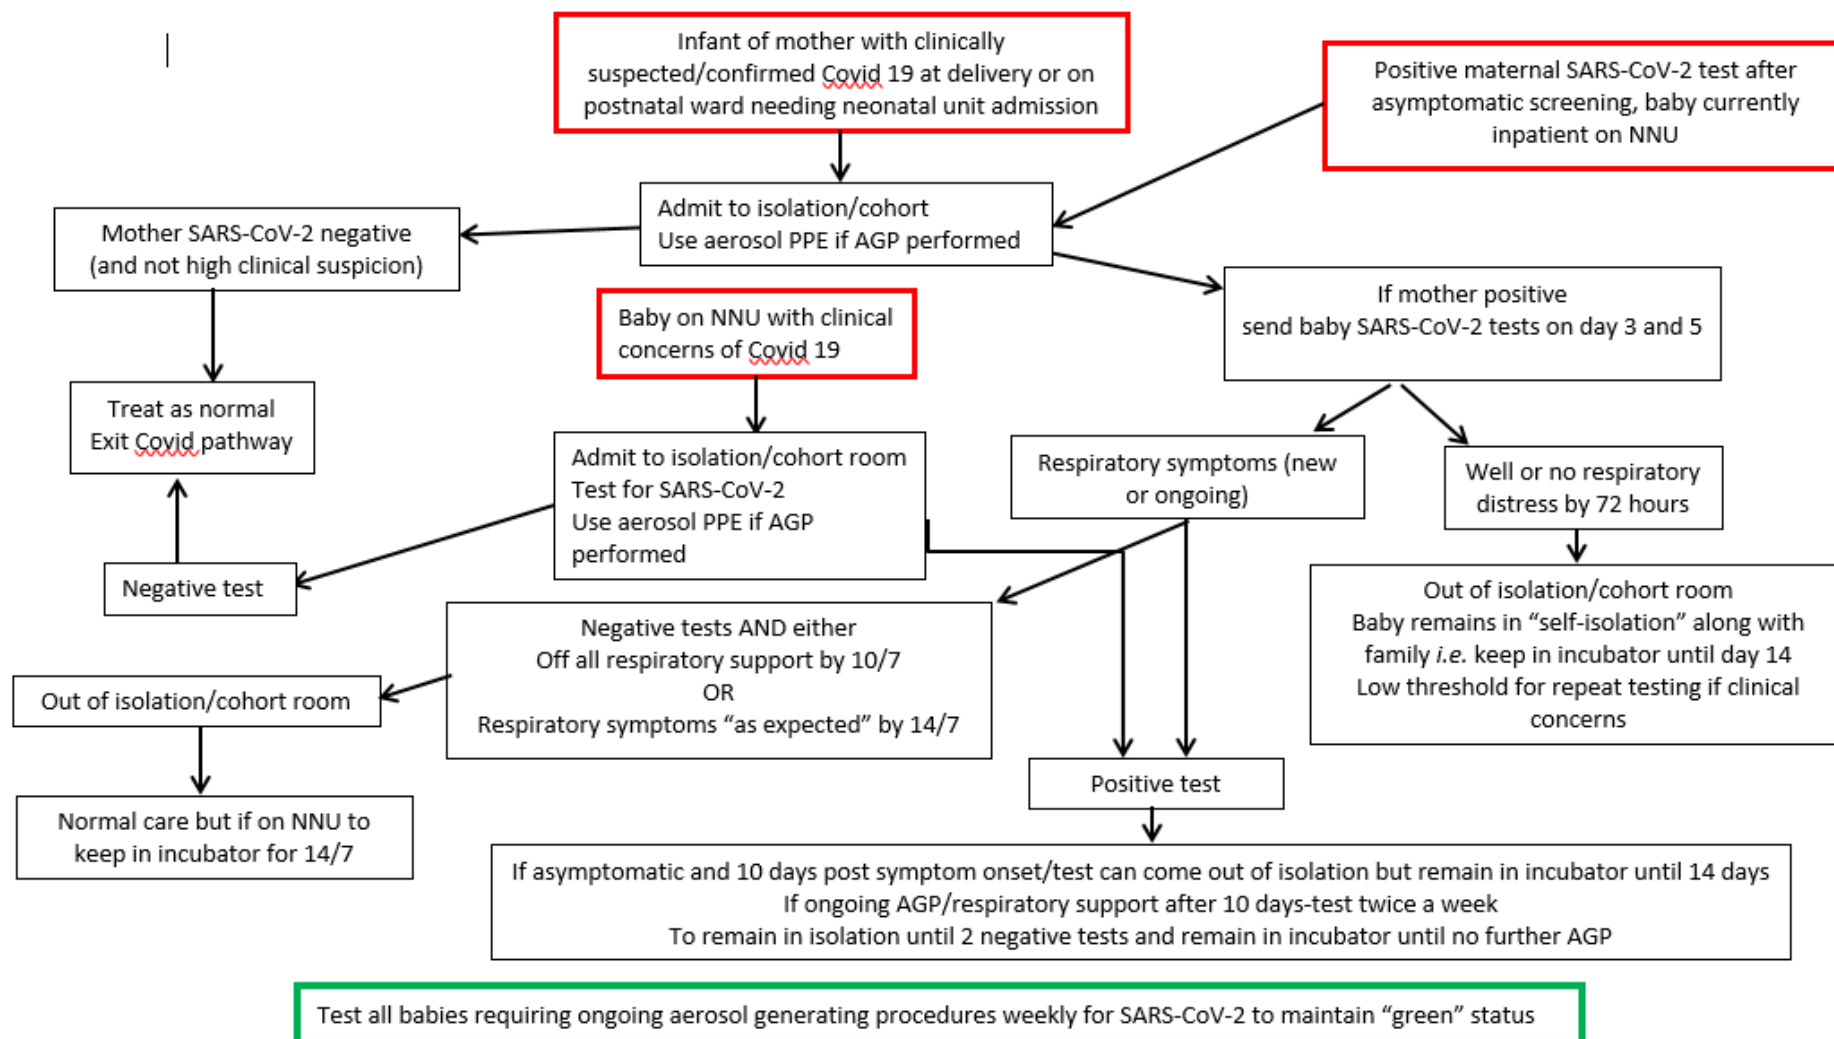 Infant of mother with clinically
suspected/confirmed Covid 19 at delivery or on
postnatal ward needing neonatal unit admission
Positive maternal SARS-CoV-2 test after
asymptomatic screening, baby currently
inpatient on NNU
Admit to isolation/cohort
Use aerosol PPE if AGP performed
Mother SARS-CoV-2 negative
(and not high clinical suspicion)
If mother positive
send baby SARS-CoV-2 tests on day 3 and 5
Baby on NNU with clinical
concerns of Covid 19
Treat as normal
Exit Covid pathway
Admit to isolation/cohort room
Test for SARS-CoV-2
Use aerosol PPE if AGP
performed
Respiratory symptoms (new
or ongoing)
Well or no respiratory
distress by 72 hours
Negative test
Out of isolation/cohort room
Baby remains in “self-isolation” along with
family i.e. keep in incubator until day 14
Low threshold for repeat testing if clinical
concerns
Negative tests AND either
Off all respiratory support by 10/7
OR
Respiratory symptoms “as expected” by 14/7
Out of isolation/cohort room
Positive test
Normal care but if on NNU to
keep in incubator for 14/7
If asymptomatic and 10 days post symptom onset/test can come out of isolation but remain in incubator until 14 days
If ongoing AGP/respiratory support after 10 days-test twice a week
To remain in isolation until 2 negative tests and remain in incubator until no further AGP
Test all babies requiring ongoing aerosol generating procedures weekly for SARS-CoV-2 to maintain “green” status